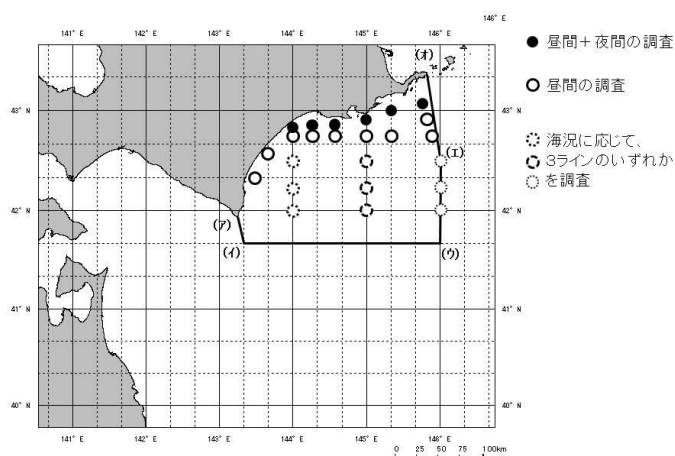 146° E
141° E 142° E 143° E 144° E 145° E 146° E
(オ)
● 昼間＋夜間の調査
○ 昼間の調査
海況に応じて、
3ラインのいずれか
を調査
43° N 43° N
(エ)
42° N 42° N
(ア)
(イ) (ウ)
41° N 41° N
40° N 40° N
141° E 142° E 143° E 144° E 145° E 146° E
0 25 50 75 100km